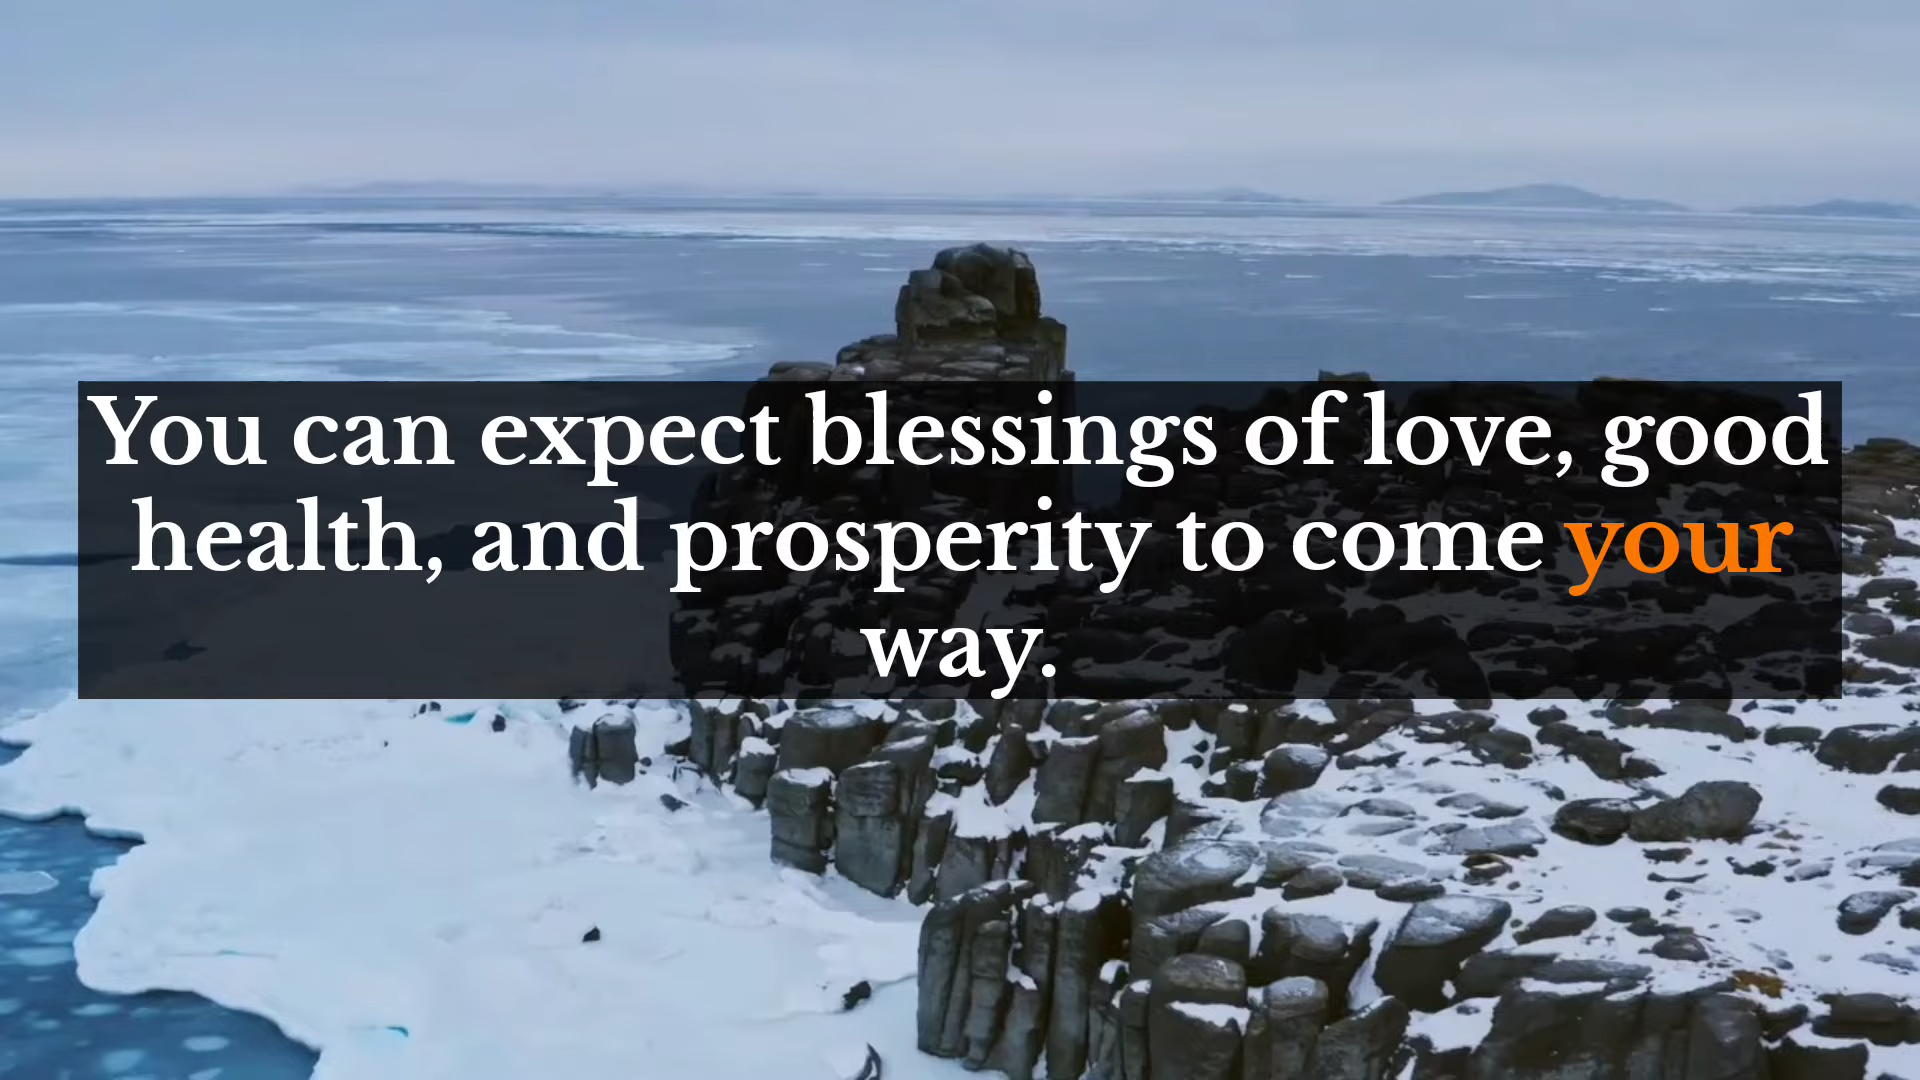 You can expect blessings of love, good
health, and prosperity to come your
way.